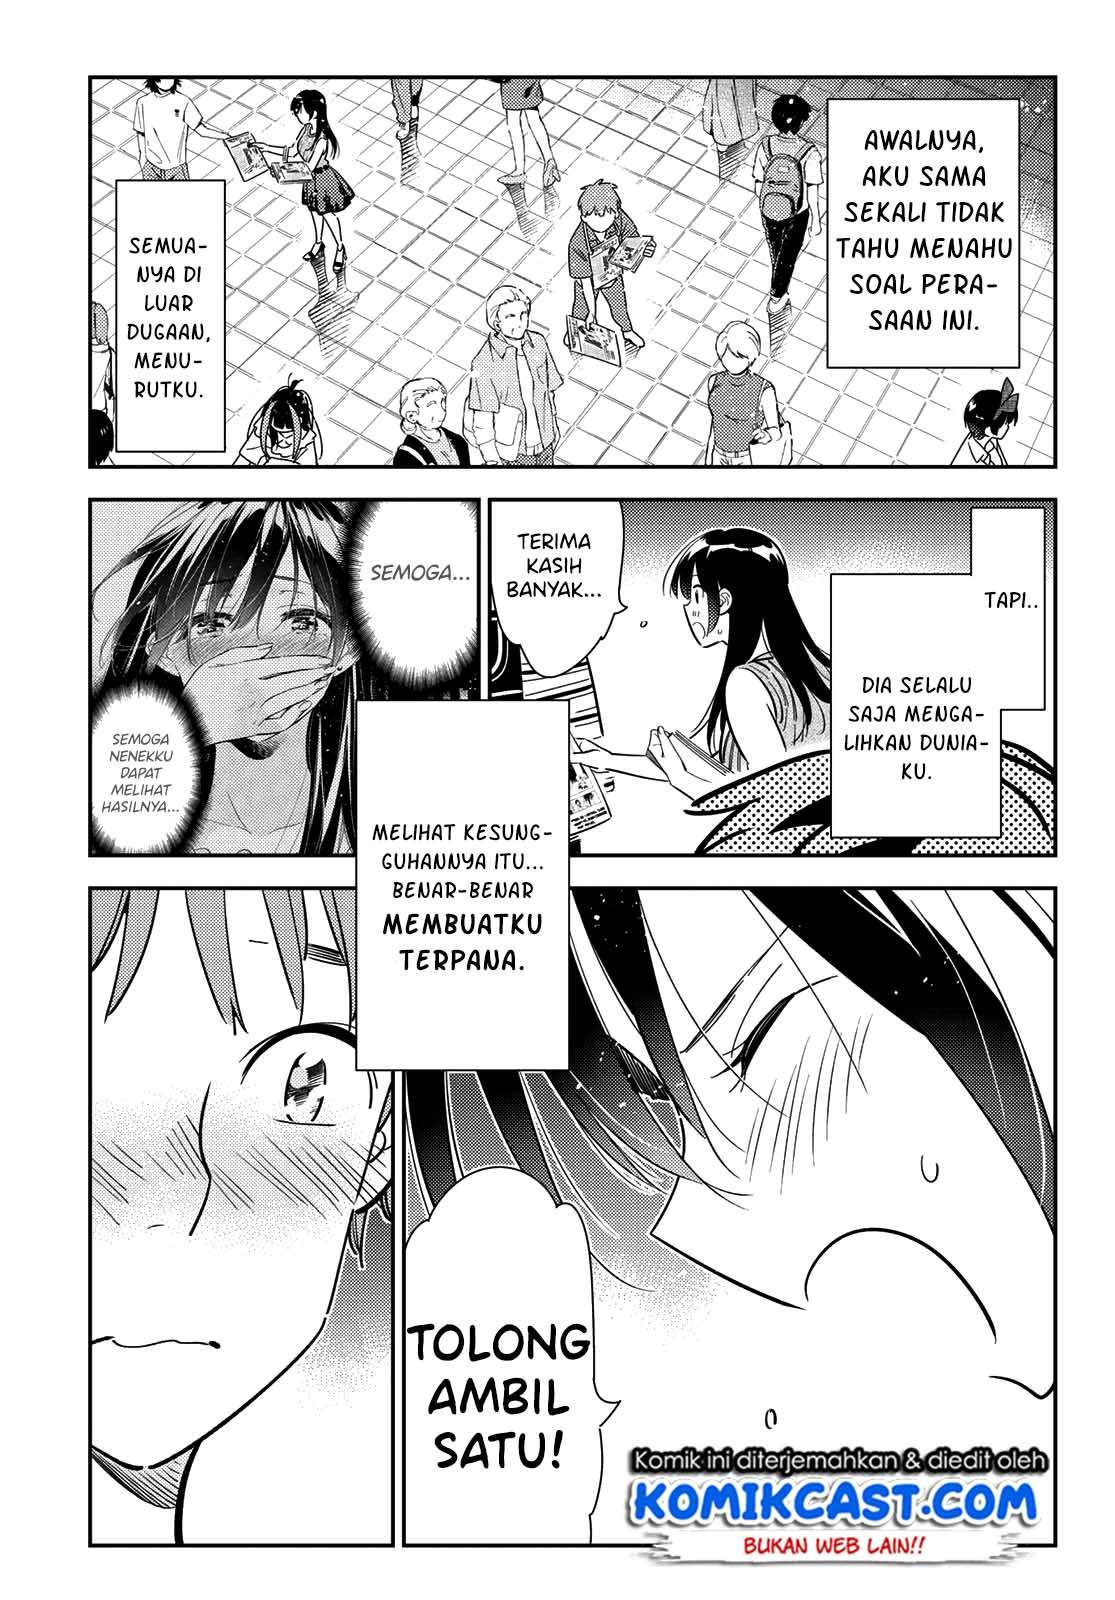 AWALNYA,
AKU SAMA
SEKALI TIDAK
TAHU MENAHU
SOAL PERA-
SAAN INI.
SEMUA-
NYA DI
LUAR
DUGAAN,
MENU-
RUTKU.
TAPI..
DIA SELALU
SAJA MENGA-
LIHKAN DUNIA-
KU.
TERIMA
KASIH
BANYAK...
SEMOGA...
SEMOGA
NENEKKU
DAPAT
MELIHAT
HASILNYA...
MELIHAT KESUNG-
GUHANNYA ITU...
BENAR-BENAR
MEMBUATKU
TERPANA.
TOLONG
AMBIL
SATU!
Komik ini diterjemahkan & diedit oleh
KOMIKCAST.COM
BUKAN WEB LAIN!!